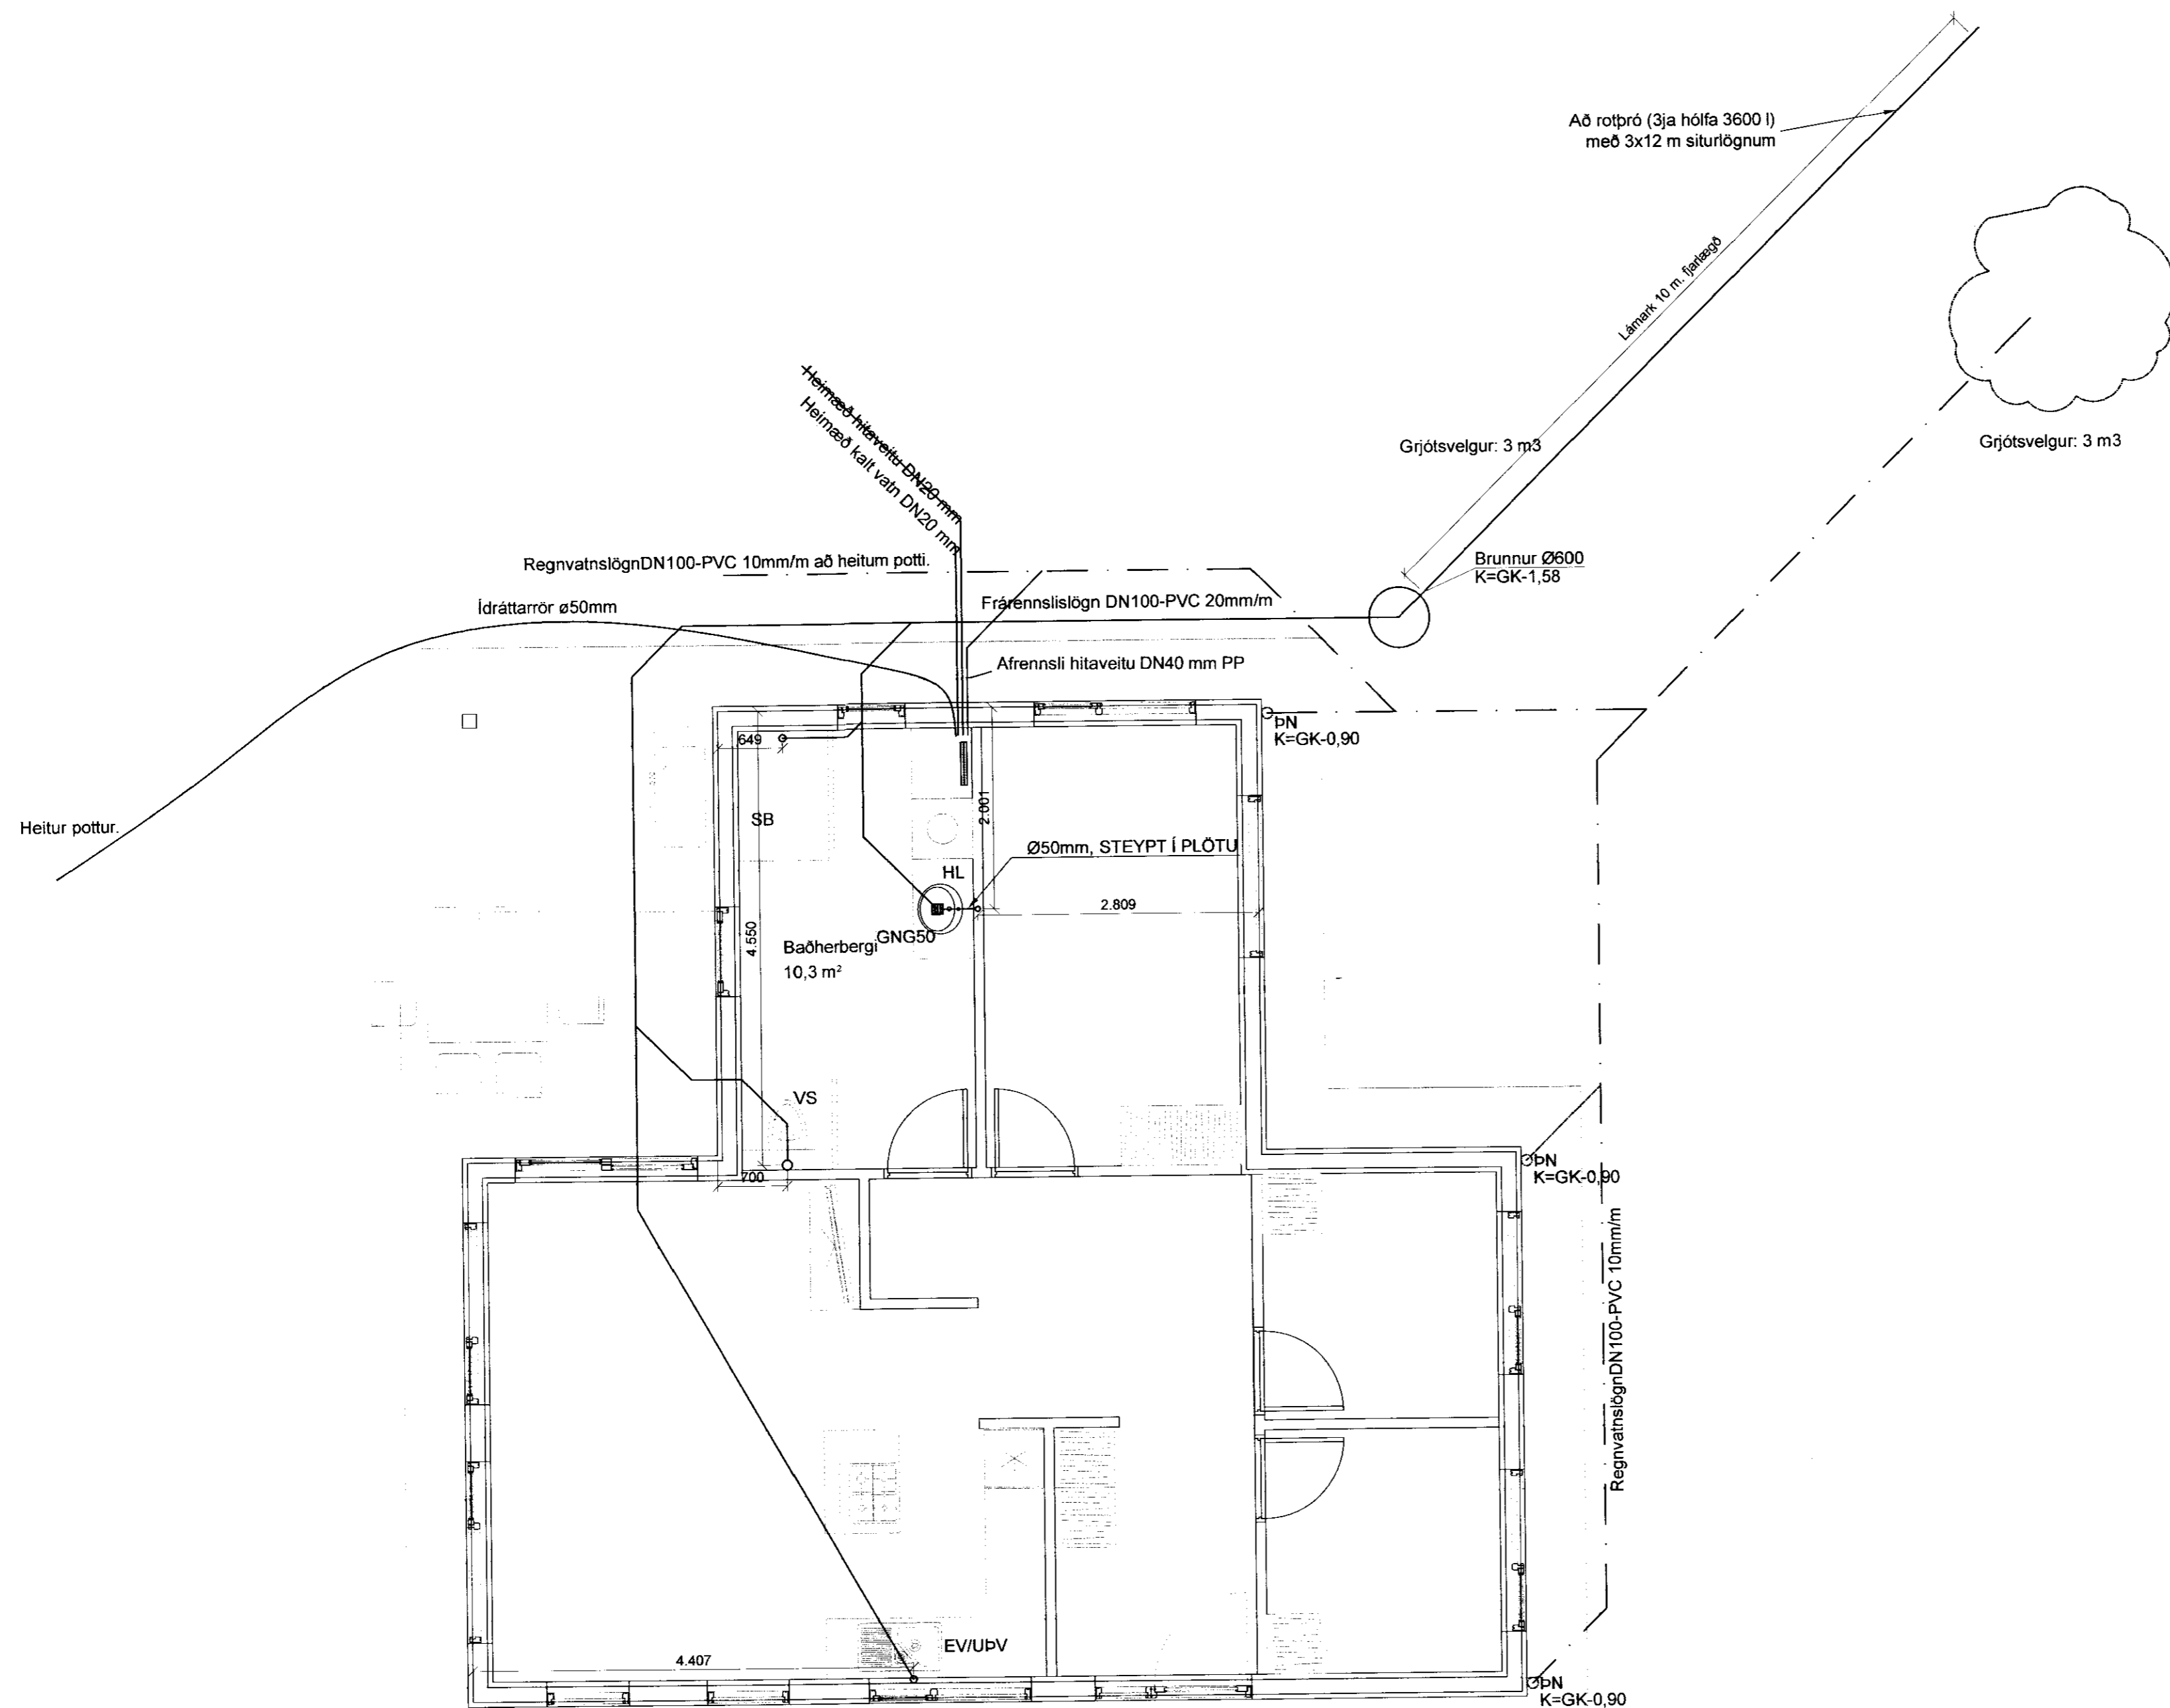 Að rotþró (3ja hólfa 3600 l)
með 3x12 m siturlögnum
Lámark 10 m. fjarlægð
Grjótsvelgur: 3 m3
Grjótsvelgur: 3 m3
Heimæð hitaveitu DN20 mm
Heimæð kalt vatn DN20 mm
RegnvatnslögnDN100-PVC 10mm/m að heitum potti.
Brunnur Ø600
K=GK-1,58
Ídráttarrör ø50mm
Frárennslislögn DN100-PVC 20mm/m
Afrennsli hitaveitu DN40 mm PP
ÞN
K=GK-0,90
649
Heitur pottur.
SB
2.001
Ø50mm, STEYPT Í PLÖTU
HL
2.809
4.550
GNG50
Baðherbergi
10,3 m²
VS
700
ÞN
K=GK-0,90
RegnvatnslögnDN100-PVC 10mm/m
EV/UÞV
4.407
ÞN
K=GK-0,90